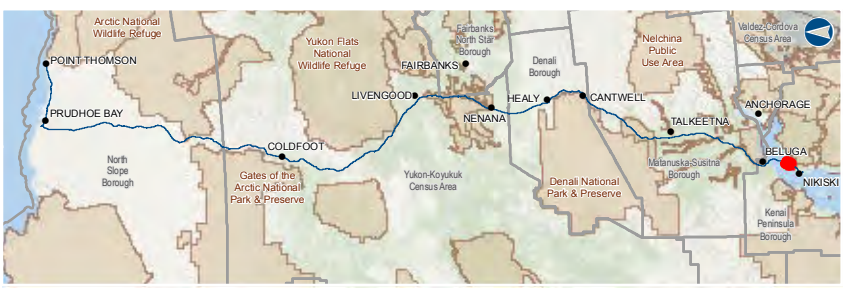 Arctic National
Wildlife Refuge
POINT THOMSON
PRUDHOE BAY
North
Slope
Borough
COLDFOOT
Gates of the
Arctic National
Park & Preserve
Yukon Flats
National
Wildlife Refuge
LIVENGOOD
FAIRBANKS
Fairbanks
North Star
Borough
NENANA
Yukon-Koyukuk
Census Area
Denali
Borough
HEALY
CANTWELL
Denali National
Park & Preserve
Nelchina
Public
Use Area
TALKEETNA
Matanuska-Susitna
Borough
Valdez-Cordova
Census Area
ANCHORAGE
BELUGA
NIKISKI
Kenai
Peninsula
Borough